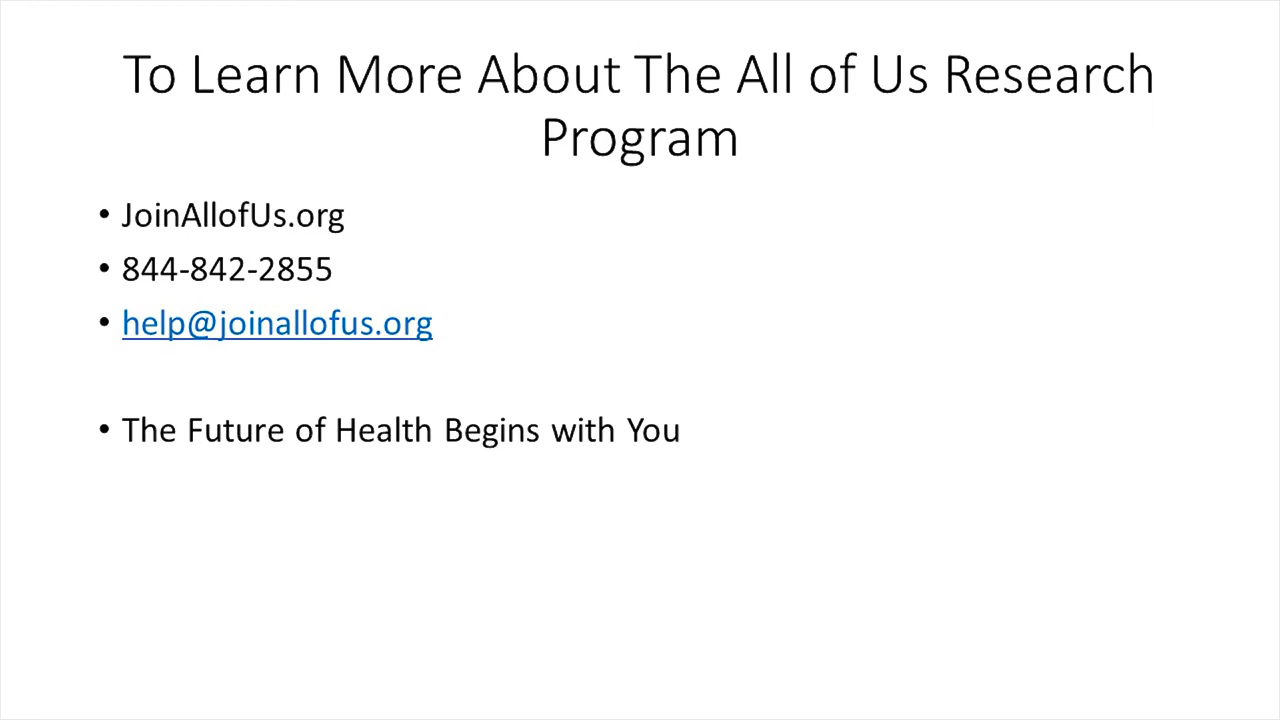 To Learn More About The All of Us Research
Program
• JoinAllofUs.org
• 844-842-2855
• help@joinallofus.org
• The Future of Health Begins with You